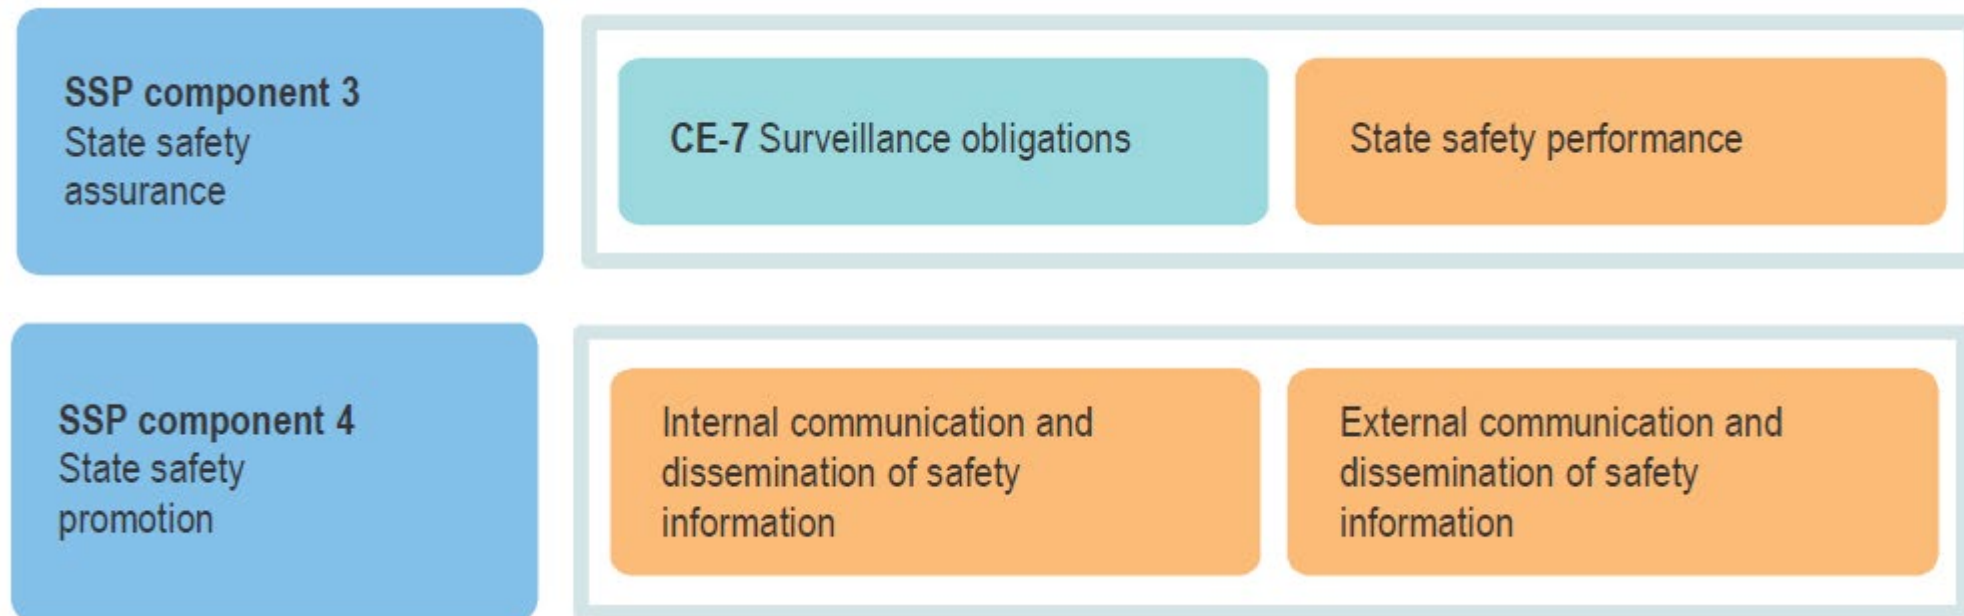 SSP component 3
State safety
assurance
CE-7 Surveillance obligations
State safety performance
SSP component 4
State safety
promotion
Internal communication and
dissemination of safety
information
External communication and
dissemination of safety
information